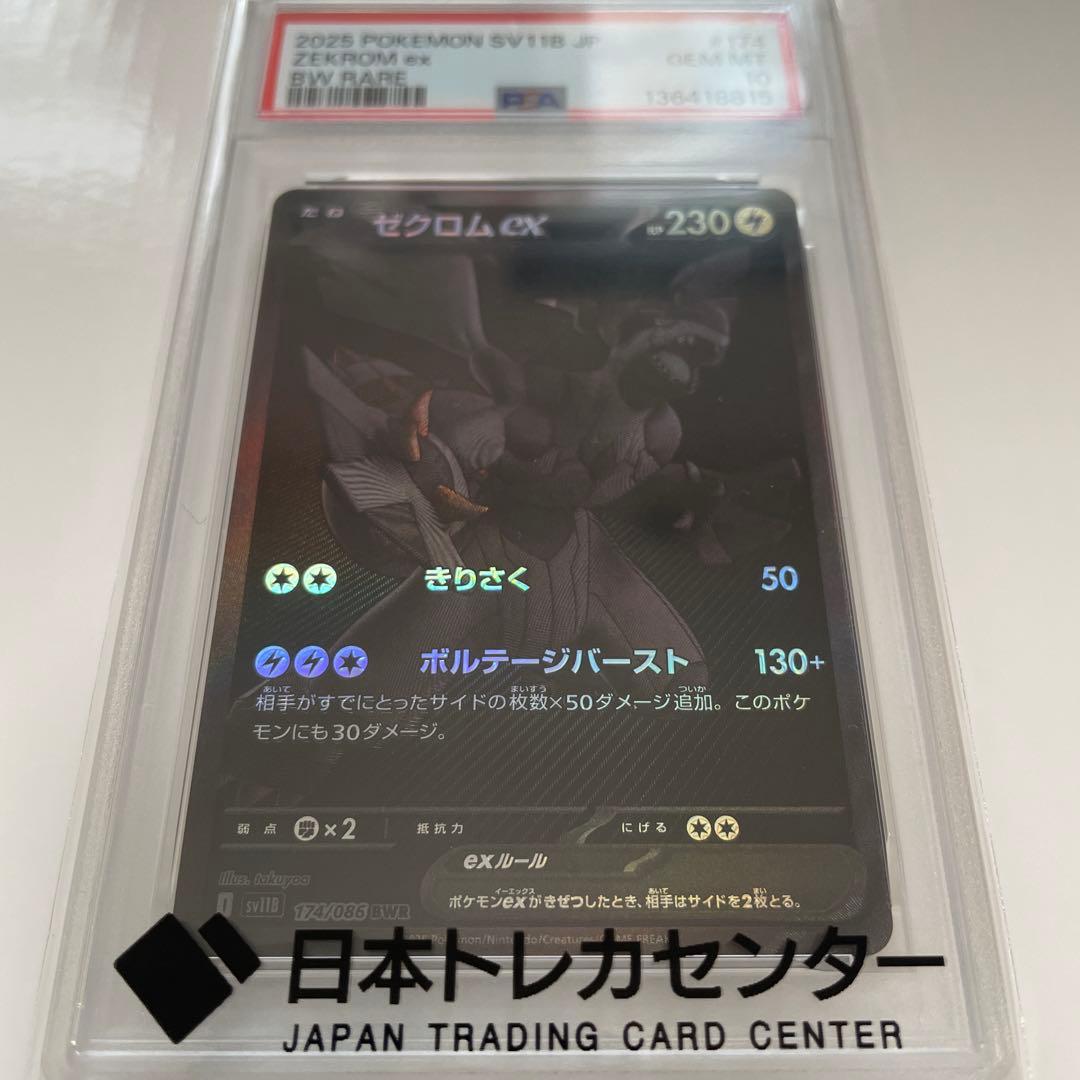 2025 POKEMON SV11B JP #174
ZEKROM ex GEM MT
BW RARE 10
PSA 136418815
たね ゼクロムex HP230
きりさく 50
ボルテージバースト 130+
相手がすでにとったサイドの枚数×50ダメージ追加。このポケ
モンにも30ダメージ。
弱点 ×2 抵抗力 にげる
exルール
ポケモンexがきぜつしたとき、相手はサイドを2枚とる。
Illus. takuyoa
I sv11B 174/086 BWR
Pokémon/Nintendo/Creatures/GAME FREAK
日本トレカセンター
JAPAN TRADING CARD CENTER